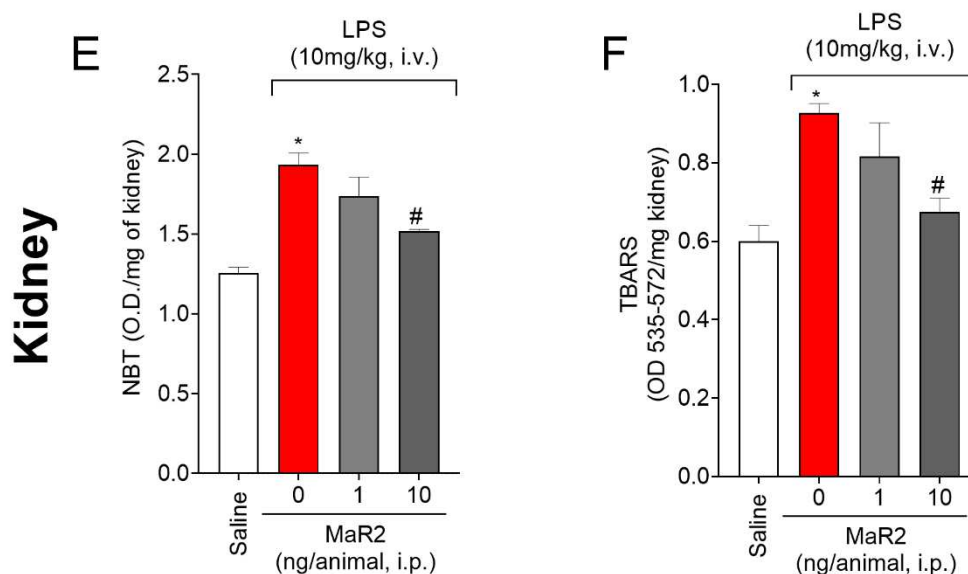 Kidney
E
LPS
(10mg/kg, i.v.)
NBT (O.D./mg of kidney)
2.5
2.0
1.5
1.0
0.5
0.0
*
#
Saline
0 1 10
MaR2
(ng/animal, i.p.)
F
LPS
(10mg/kg, i.v.)
TBARS
(OD 535-572/mg kidney)
1.0
0.8
0.6
0.4
0.2
0.0
*
#
Saline
0 1 10
MaR2
(ng/animal, i.p.)